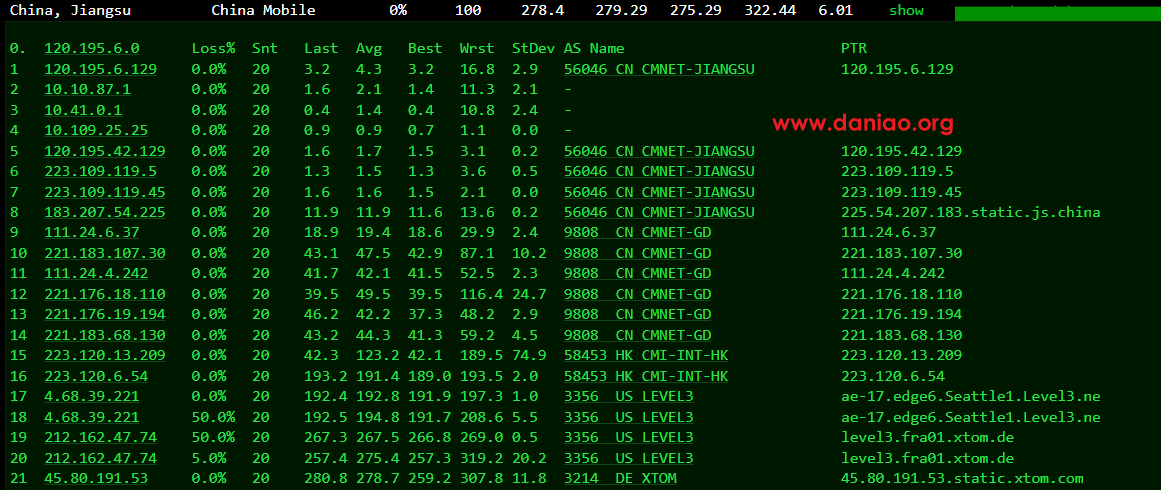 China, Jiangsu China Mobile 0% 100 278.4 279.29 275.29 322.44 6.01 show
0. 120.195.6.0 Loss% Snt Last Avg Best Wrst StDev AS Name PTR
1 120.195.6.129 0.0% 20 3.2 4.3 3.2 16.8 2.9 56046 CN CMNET-JIANGSU 120.195.6.129
2 10.10.87.1 0.0% 20 1.6 2.1 1.4 11.3 2.1 -
3 10.41.0.1 0.0% 20 0.4 1.4 0.4 10.8 2.4 -
4 10.109.25.25 0.0% 20 0.9 0.9 0.7 1.1 0.0 -
www.daniao.org
5 120.195.42.129 0.0% 20 1.6 1.7 1.5 3.1 0.2 56046 CN CMNET-JIANGSU 120.195.42.129
6 223.109.119.5 0.0% 20 1.3 1.5 1.3 3.6 0.5 56046 CN CMNET-JIANGSU 223.109.119.5
7 223.109.119.45 0.0% 20 1.6 1.6 1.5 2.1 0.0 56046 CN CMNET-JIANGSU 223.109.119.45
8 183.207.54.225 0.0% 20 11.9 11.9 11.6 13.6 0.2 56046 CN CMNET-JIANGSU 225.54.207.183.static.js.china
9 111.24.6.37 0.0% 20 18.9 19.4 18.6 29.9 2.4 9808 CN CMNET-GD 111.24.6.37
10 221.183.107.30 0.0% 20 43.1 47.5 42.9 87.1 10.2 9808 CN CMNET-GD 221.183.107.30
11 111.24.4.242 0.0% 20 41.7 42.1 41.5 52.5 2.3 9808 CN CMNET-GD 111.24.4.242
12 221.176.18.110 0.0% 20 39.5 49.5 39.5 116.4 24.7 9808 CN CMNET-GD 221.176.18.110
13 221.176.19.194 0.0% 20 46.2 42.2 37.3 48.2 2.9 9808 CN CMNET-GD 221.176.19.194
14 221.183.68.130 0.0% 20 43.2 44.3 41.3 59.2 4.5 9808 CN CMNET-GD 221.183.68.130
15 223.120.13.209 0.0% 20 42.3 123.2 42.1 189.5 74.9 58453 HK CMI-INT-HK 223.120.13.209
16 223.120.6.54 0.0% 20 193.2 191.4 189.0 193.5 2.0 58453 HK CMI-INT-HK 223.120.6.54
17 4.68.39.221 0.0% 20 192.4 192.8 191.9 197.3 1.0 3356 US LEVEL3 ae-17.edge6.Seattle1.Level3.ne
18 4.68.39.221 50.0% 20 192.5 194.8 191.7 208.6 5.5 3356 US LEVEL3 ae-17.edge6.Seattle1.Level3.ne
19 212.162.47.74 50.0% 20 267.3 267.5 266.8 269.0 0.5 3356 US LEVEL3 level3.fra01.xtom.de
20 212.162.47.74 5.0% 20 257.4 275.4 257.3 319.2 20.2 3356 US LEVEL3 level3.fra01.xtom.de
21 45.80.191.53 0.0% 20 280.8 278.7 259.2 307.8 11.8 3214 DE XTOM 45.80.191.53.static.xtom.com